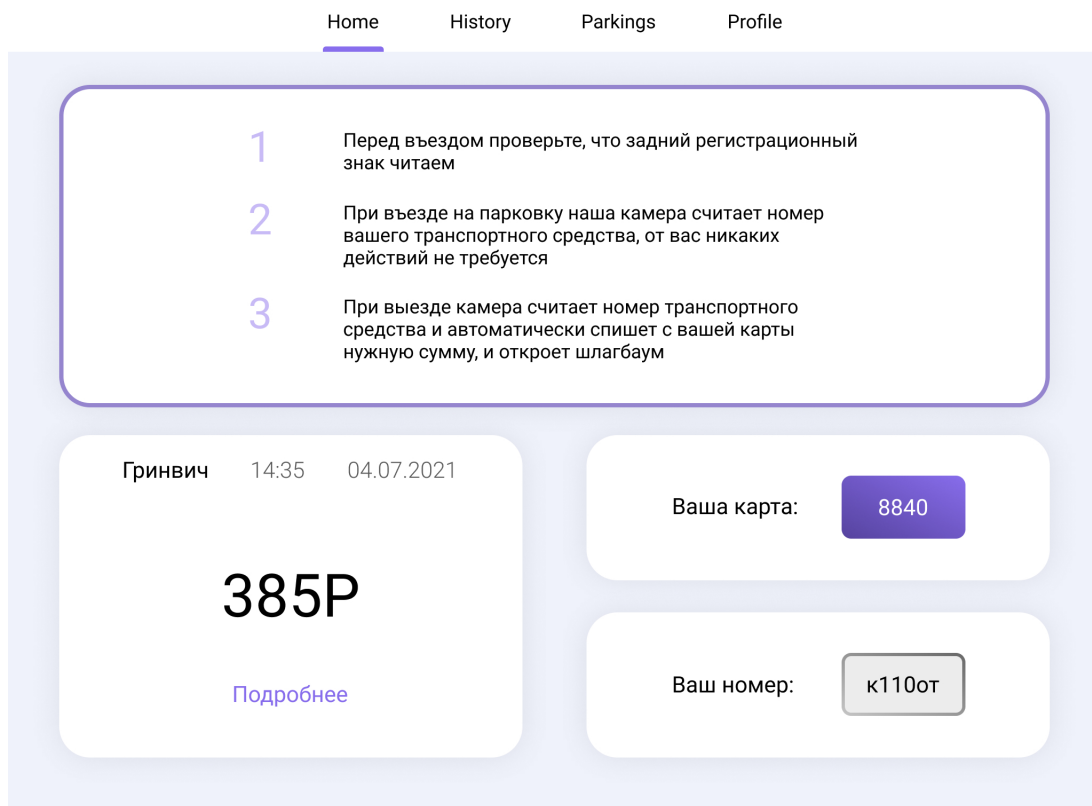 Home History Parkings Profile
1 Перед въездом проверьте, что задний регистрационный
знак читаем
2 При въезде на парковку наша камера считает номер
вашего транспортного средства, от вас никаких
действий не требуется
3 При выезде камера считает номер транспортного
средства и автоматически спишет с вашей карты
нужную сумму, и откроет шлагбаум
Гринвич 14:35 04.07.2021
385Р
Подробнее
Ваша карта: 8840
Ваш номер: к110от